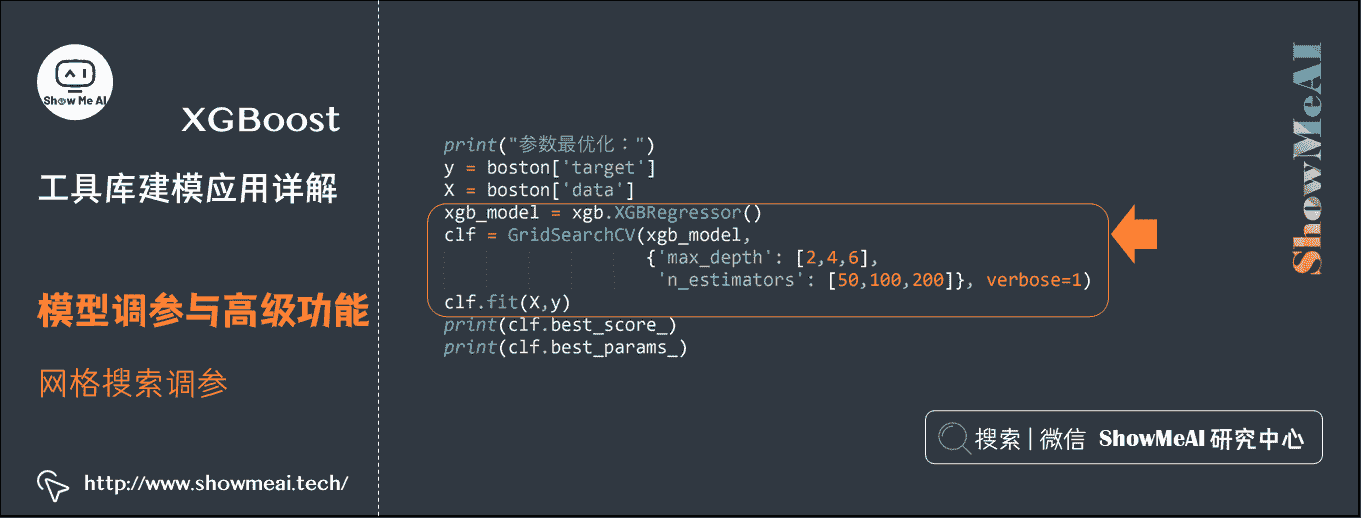 Show Me AI
XGBoost
工具库建模应用详解
模型调参与高级功能
网格搜索调参
http://www.showmeai.tech/
print("参数最优化：")
y = boston['target']
X = boston['data']
xgb_model = xgb.XGBRegressor()
clf = GridSearchCV(xgb_model,
{'max_depth': [2,4,6],
'n_estimators': [50,100,200]}, verbose=1)
clf.fit(X,y)
print(clf.best_score_)
print(clf.best_params_)
搜索 | 微信 ShowMeAI 研究中心
ShowMeAI